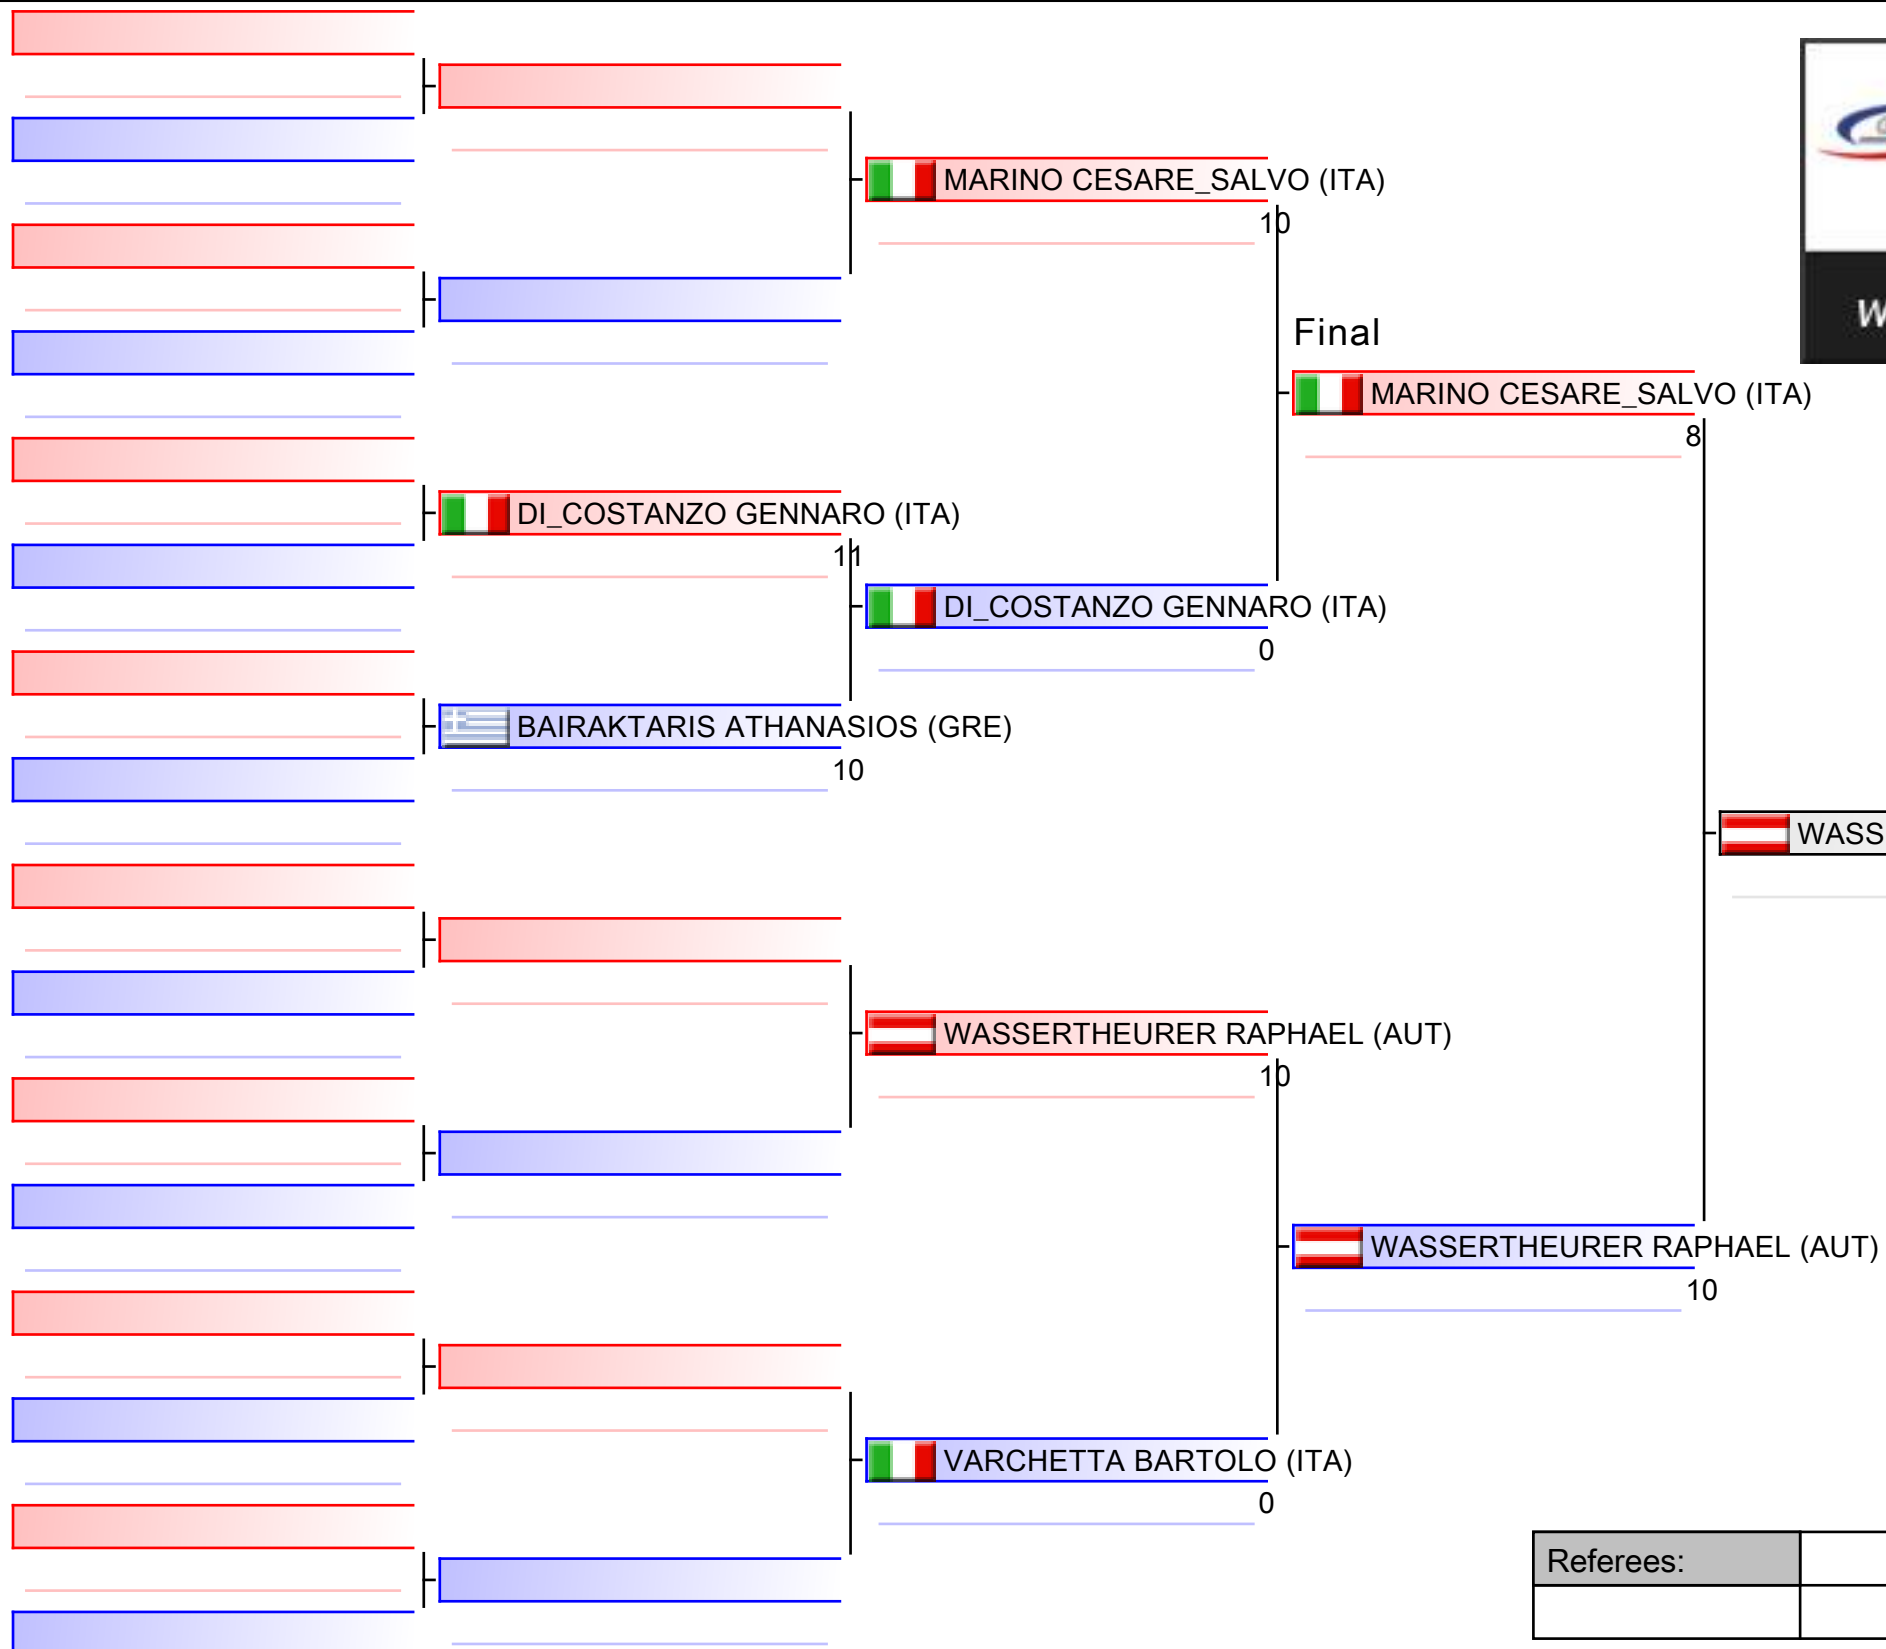 MARINO CESARE_SALVO (ITA)
10
Final
MARINO CESARE_SALVO (ITA)
8
DI_COSTANZO GENNARO (ITA)
11
DI_COSTANZO GENNARO (ITA)
0
BAIRAKTARIS ATHANASIOS (GRE)
10
WASS
WASSERTHEURER RAPHAEL (AUT)
10
WASSERTHEURER RAPHAEL (AUT)
10
VARCHETTA BARTOLO (ITA)
0
Referees: